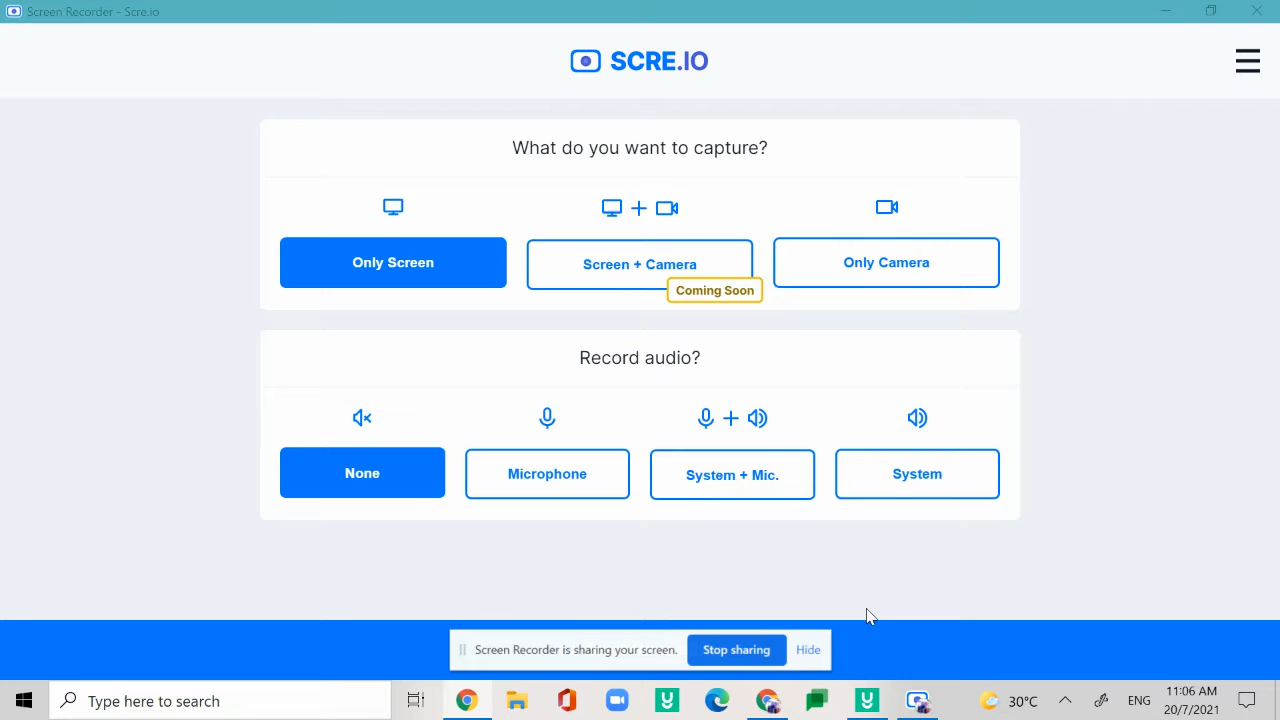 Screen Recorder - Scre.io
SCRE.IO
What do you want to capture?
Only Screen
Screen + Camera
Only Camera
Coming Soon
Record audio?
None
Microphone
System + Mic.
System
Screen Recorder is sharing your screen.
Stop sharing
Hide
Type here to search
30°C
ENG
11:06 AM
20/7/2021